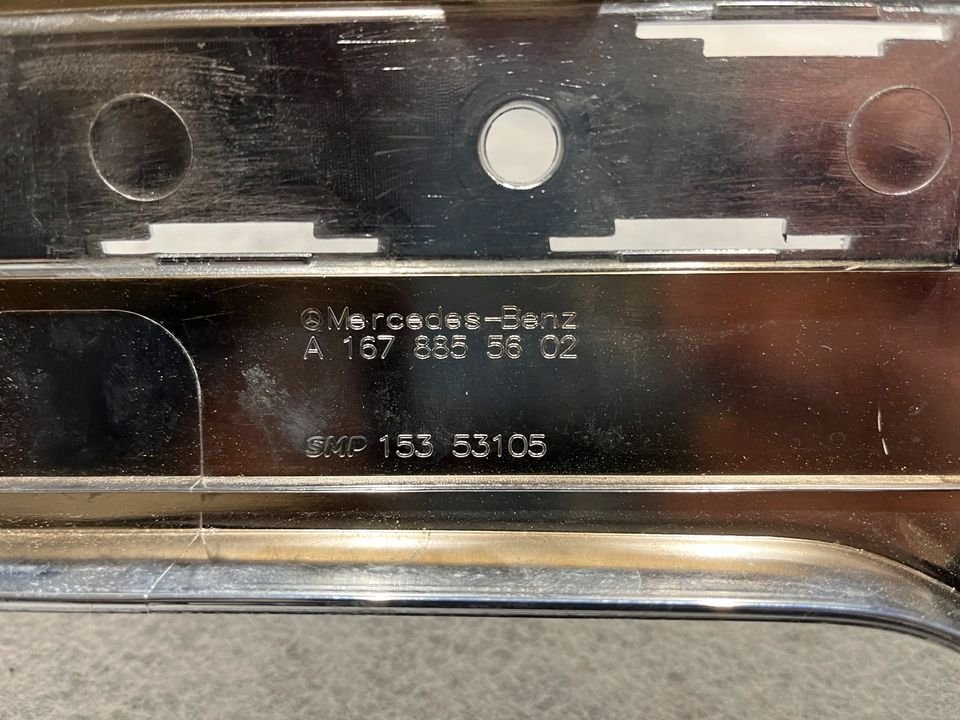 Mercedes-Benz
A 167 885 56 02
SMP 153 53105